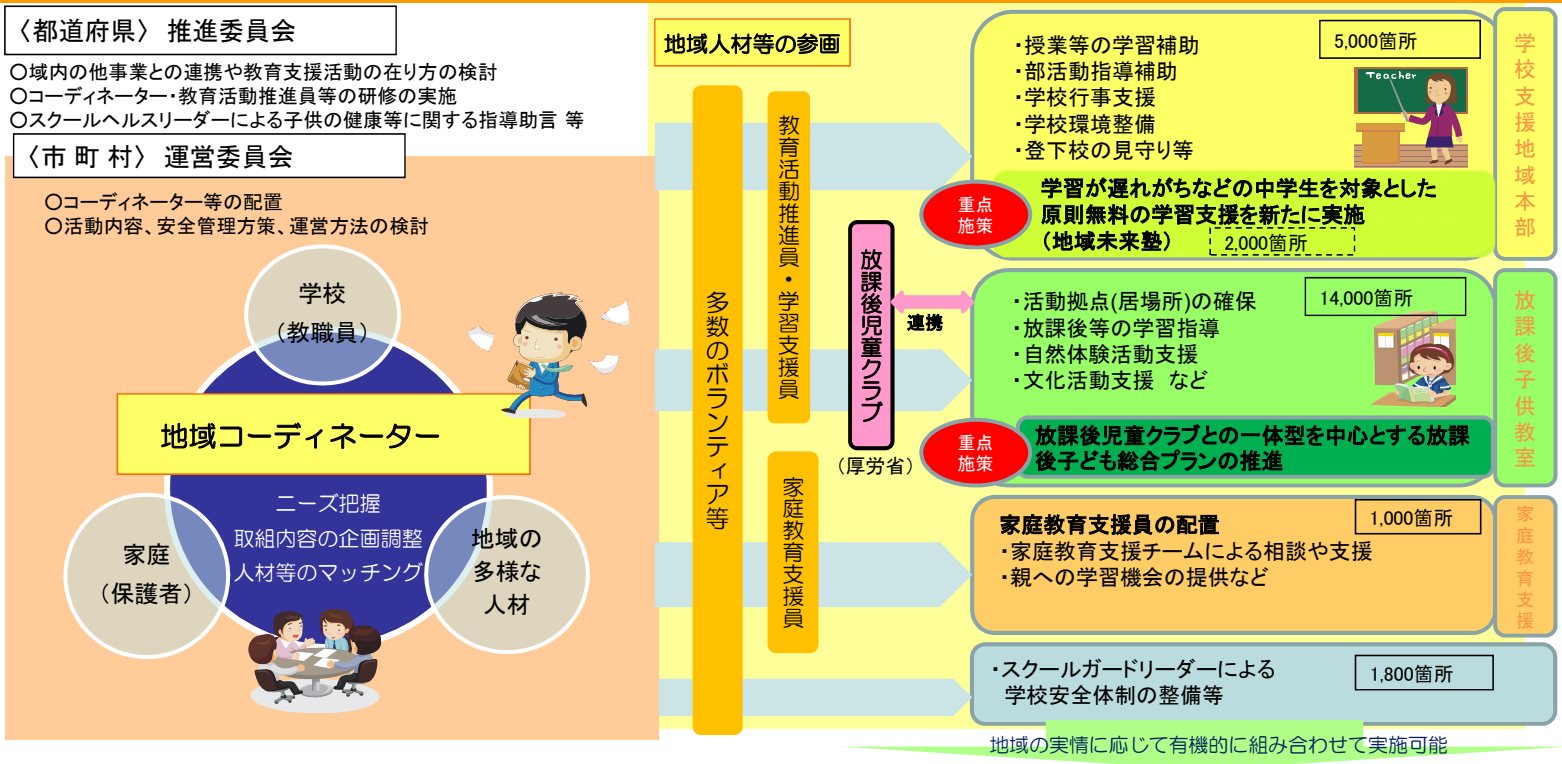 〈都道府県〉 推進委員会
○域内の他事業との連携や教育支援活動の在り方の検討
○コーディネーター・教育活動推進員等の研修の実施
○スクールヘルスリーダーによる子供の健康等に関する指導助言 等
〈市 町 村〉 運営委員会
○コーディネーター等の配置
○活動内容、安全管理方策、運営方法の検討
学校
（教職員）
地域コーディネーター
ニーズ把握
取組内容の企画調整
人材等のマッチング
家庭
（保護者）
地域の
多様な
人材
地域人材等の参画
多数のボランティア等
教育活動推進員・学習支援員
家庭教育支援員
放課後児童クラブ
（厚労省）
連携
・授業等の学習補助
・部活動指導補助
・学校行事支援
・学校環境整備
・登下校の見守り等
5,000箇所
Teacher
重点
施策
学習が遅れがちなどの中学生を対象とした
原則無料の学習支援を新たに実施
（地域未来塾）
2,000箇所
学校支援地域本部
・活動拠点(居場所)の確保
・放課後等の学習指導
・自然体験活動支援
・文化活動支援 など
14,000箇所
重点
施策
放課後児童クラブとの一体型を中心とする放課
後子ども総合プランの推進
放課後子供教室
家庭教育支援員の配置
・家庭教育支援チームによる相談や支援
・親への学習機会の提供など
1,000箇所
家庭教育支援
・スクールガードリーダーによる
学校安全体制の整備等
1,800箇所
地域の実情に応じて有機的に組み合わせて実施可能